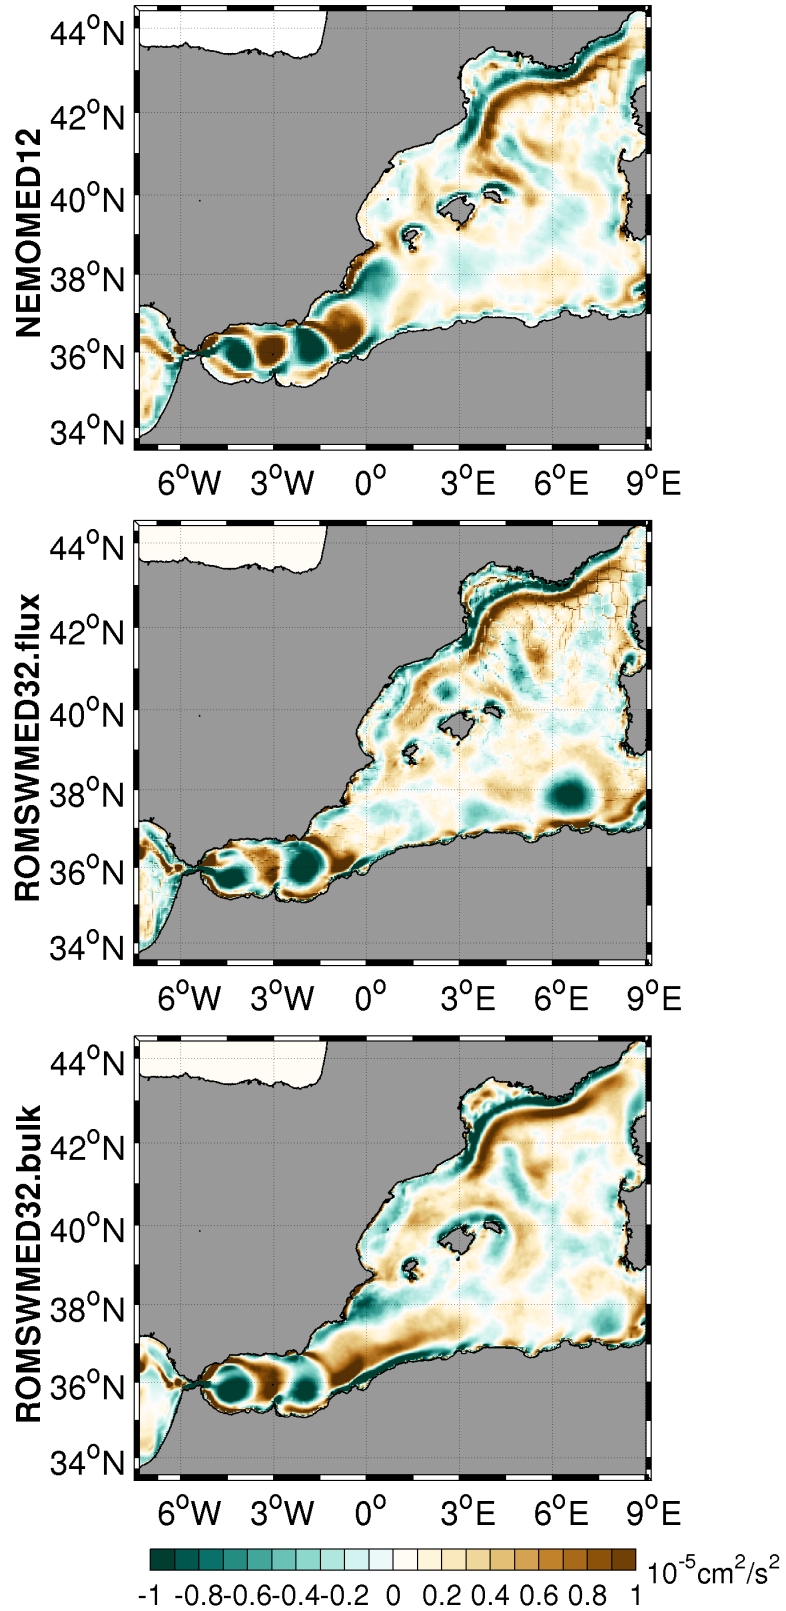 NEMOMED12
44°N
42°N
40°N
38°N
36°N
34°N
6°W 3°W 0° 3°E 6°E 9°E
ROMSWMED32.flux
44°N
42°N
40°N
38°N
36°N
34°N
6°W 3°W 0° 3°E 6°E 9°E
ROMSWMED32.bulk
44°N
42°N
40°N
38°N
36°N
34°N
6°W 3°W 0° 3°E 6°E 9°E
10⁻⁵cm²/s²
-1 -0.8 -0.6 -0.4 -0.2 0 0.2 0.4 0.6 0.8 1